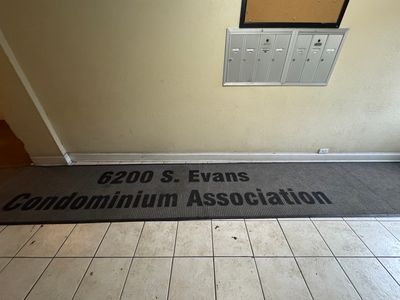 6200 S. Evans
Condominium Association